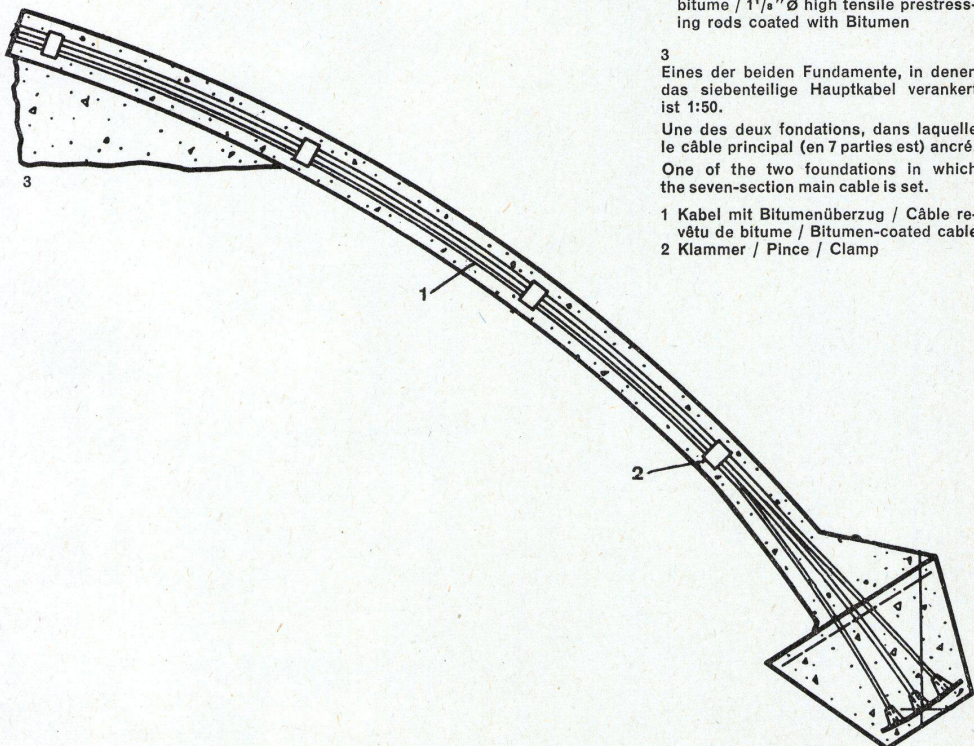 bitume / 1¹/₈″ Ø high tensile prestress-
ing rods coated with Bitumen
3
Eines der beiden Fundamente, in denen
das siebenteilige Hauptkabel verankert
ist 1:50.
Une des deux fondations, dans laquelle
le câble principal (en 7 parties est) ancré.
One of the two foundations in which
the seven-section main cable is set.
1 Kabel mit Bitumenüberzug / Câble re-
vêtu de bitume / Bitumen-coated cable
2 Klammer / Pince / Clamp
3
1
2